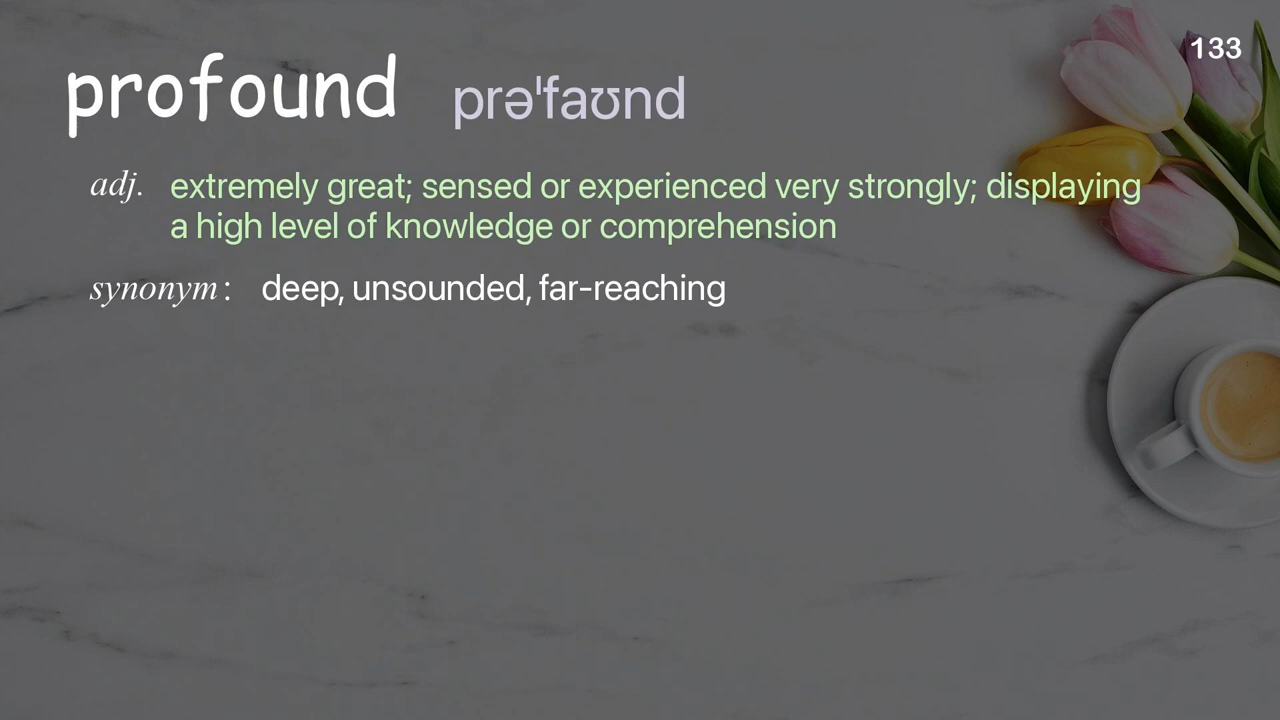 133
profound prəˈfaʊnd
adj. extremely great; sensed or experienced very strongly; displaying
a high level of knowledge or comprehension
synonym: deep, unsounded, far-reaching